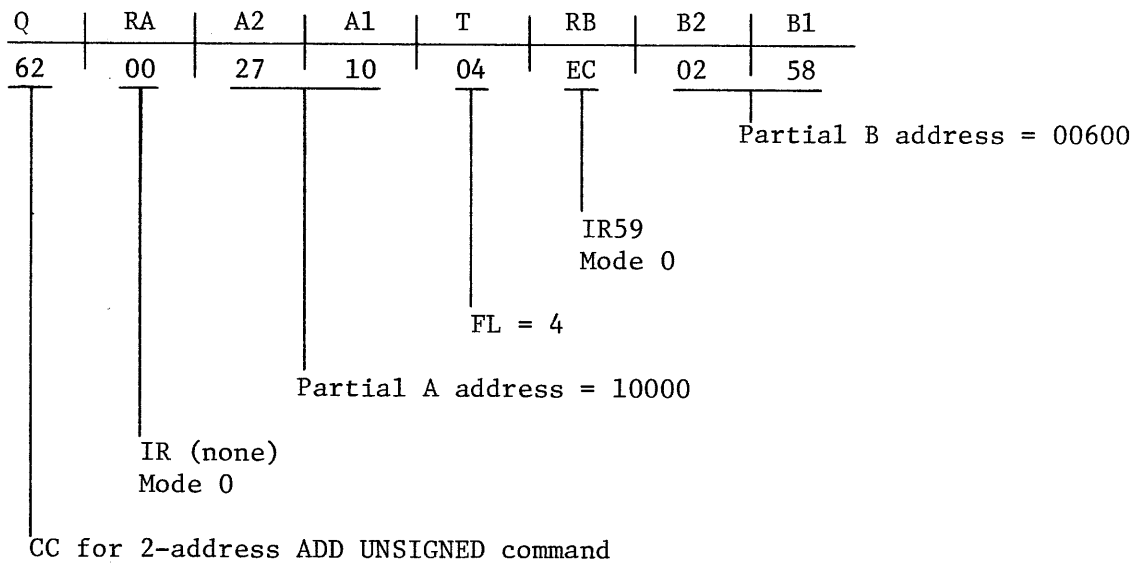 Q RA A2 A1 T RB B2 B1
62 00 27 10 04 EC 02 58
Partial B address = 00600
IR59
Mode 0
FL = 4
Partial A address = 10000
IR (none)
Mode 0
CC for 2-address ADD UNSIGNED command